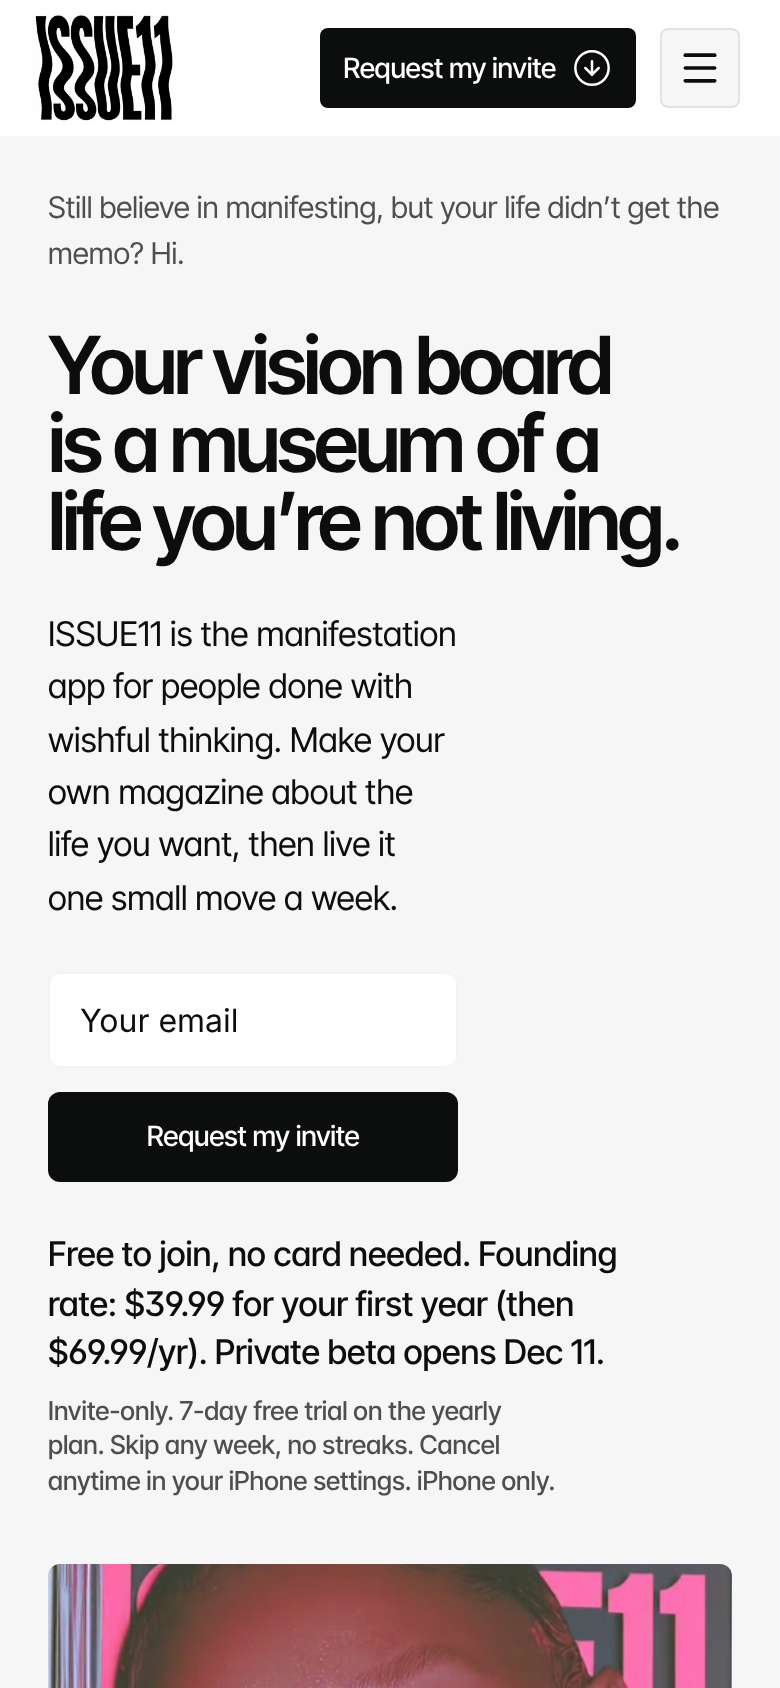 ISSUE11
Request my invite
Still believe in manifesting, but your life didn’t get the
memo? Hi.
Your vision board
is a museum of a
life you’re not living.
ISSUE11 is the manifestation
app for people done with
wishful thinking. Make your
own magazine about the
life you want, then live it
one small move a week.
Your email
Request my invite
Free to join, no card needed. Founding
rate: $39.99 for your first year (then
$69.99/yr). Private beta opens Dec 11.
Invite-only. 7-day free trial on the yearly
plan. Skip any week, no streaks. Cancel
anytime in your iPhone settings. iPhone only.
E11